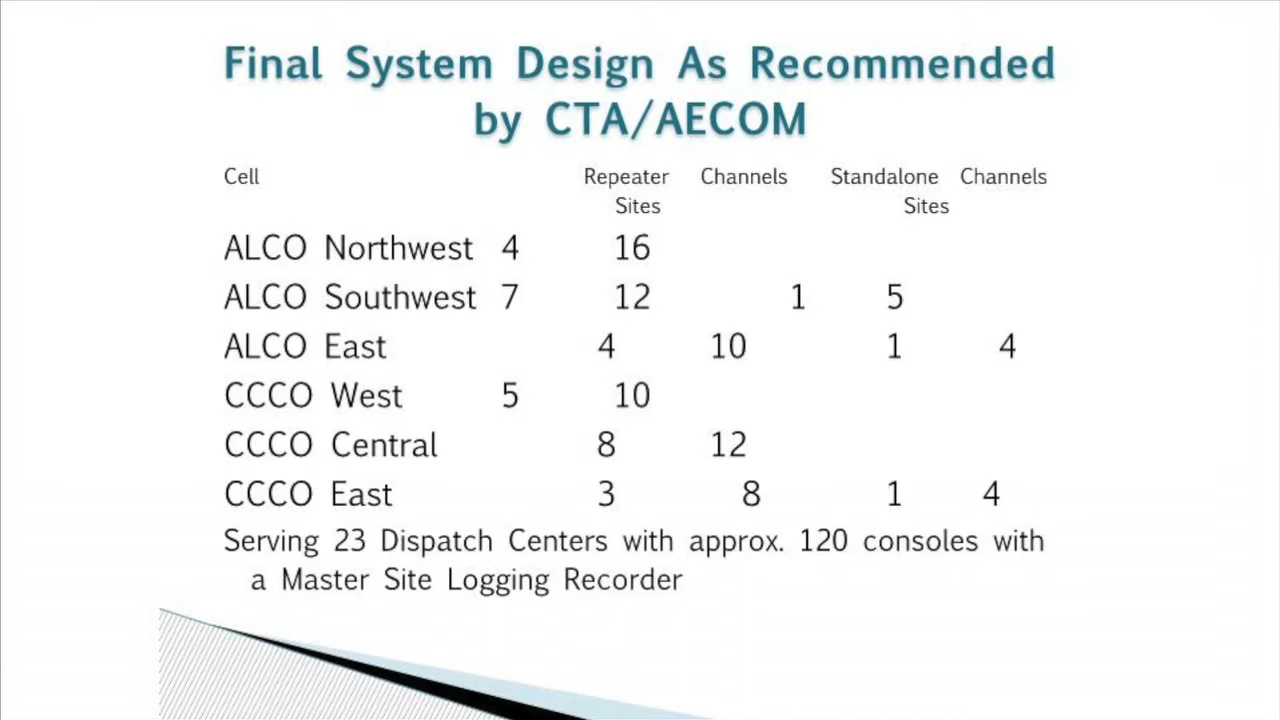 Final System Design As Recommended
by CTA/AECOM
Cell Repeater Channels Standalone Channels
Sites Sites
ALCO Northwest 4 16
ALCO Southwest 7 12 1 5
ALCO East 4 10 1 4
CCCO West 5 10
CCCO Central 8 12
CCCO East 3 8 1 4
Serving 23 Dispatch Centers with approx. 120 consoles with
a Master Site Logging Recorder